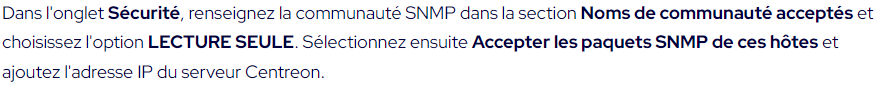 Dans l'onglet Sécurité, renseignez la communauté SNMP dans la section Noms de communauté acceptés et
choisissez l'option LECTURE SEULE. Sélectionnez ensuite Accepter les paquets SNMP de ces hôtes et
ajoutez l'adresse IP du serveur Centreon.